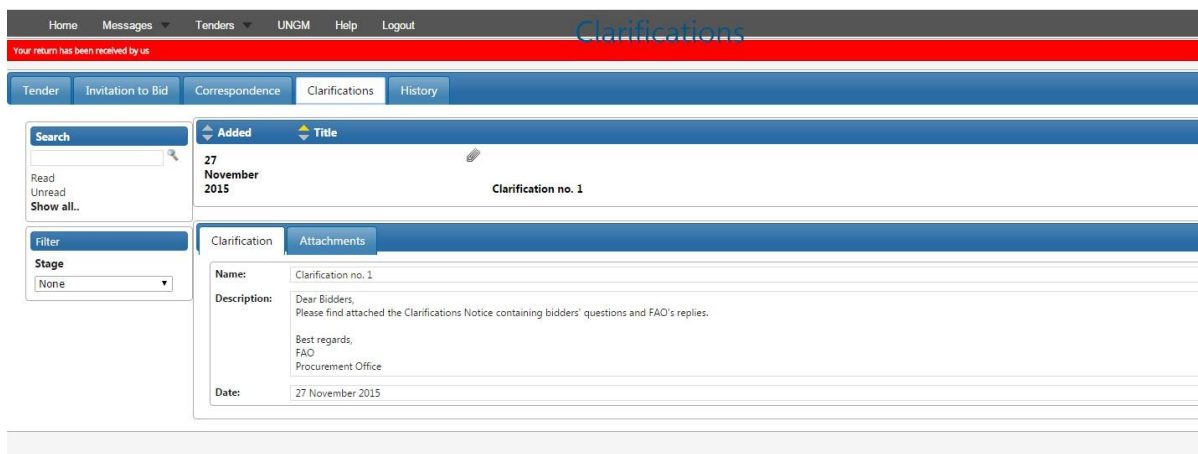 Home Messages Tenders UNGM Help Logout
Clarifications
Your return has been received by us
Tender Invitation to Bid Correspondence Clarifications History
Search
Read
Unread
Show all..
Filter
Stage
None
Added Title
27
November
2015
Clarification no. 1
Clarification Attachments
Name: Clarification no. 1
Description: Dear Bidders,
Please find attached the Clarifications Notice containing bidders' questions and FAO's replies.
Best regards,
FAO
Procurement Office
Date: 27 November 2015